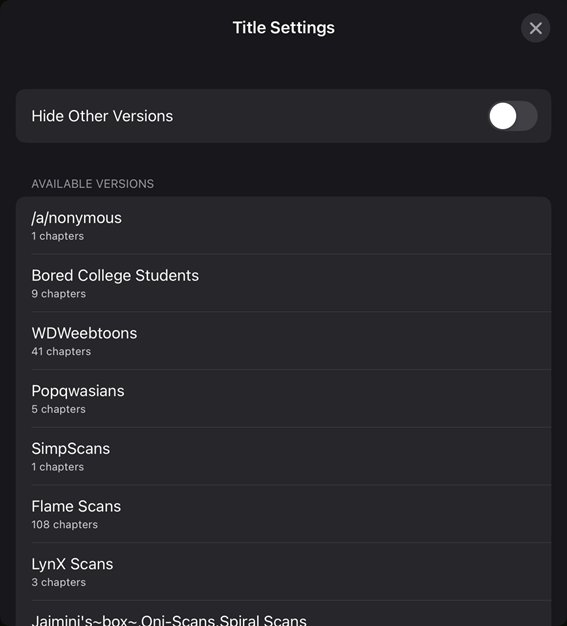 Title Settings
Hide Other Versions
AVAILABLE VERSIONS
/a/nonymous
1 chapters
Bored College Students
9 chapters
WDWeebtoons
41 chapters
Popqwasians
5 chapters
SimpScans
1 chapters
Flame Scans
108 chapters
LynX Scans
3 chapters
Jaimini's~box~,Oni-Scans,Spiral Scans